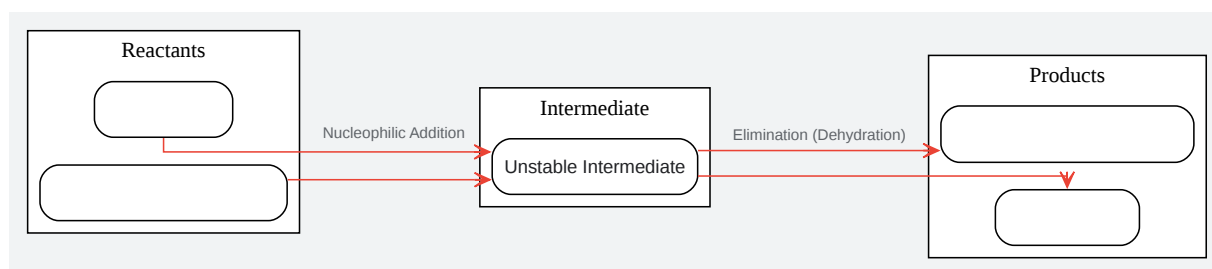 Reactants
Nucleophilic Addition
Intermediate
Unstable Intermediate
Elimination (Dehydration)
Products